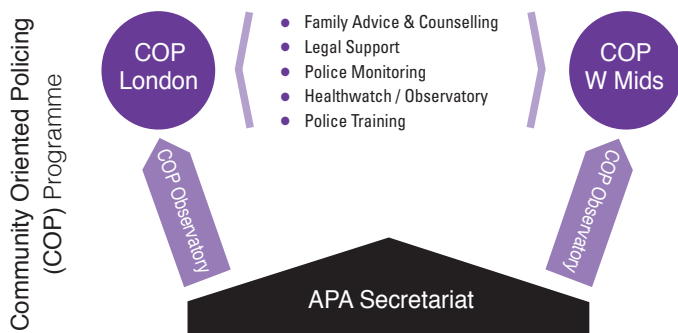 Community Oriented Policing
(COP) Programme
COP
London
Family Advice & Counselling
Legal Support
Police Monitoring
Healthwatch / Observatory
Police Training
COP
W Mids
COP Observatory
COP Observatory
APA Secretariat